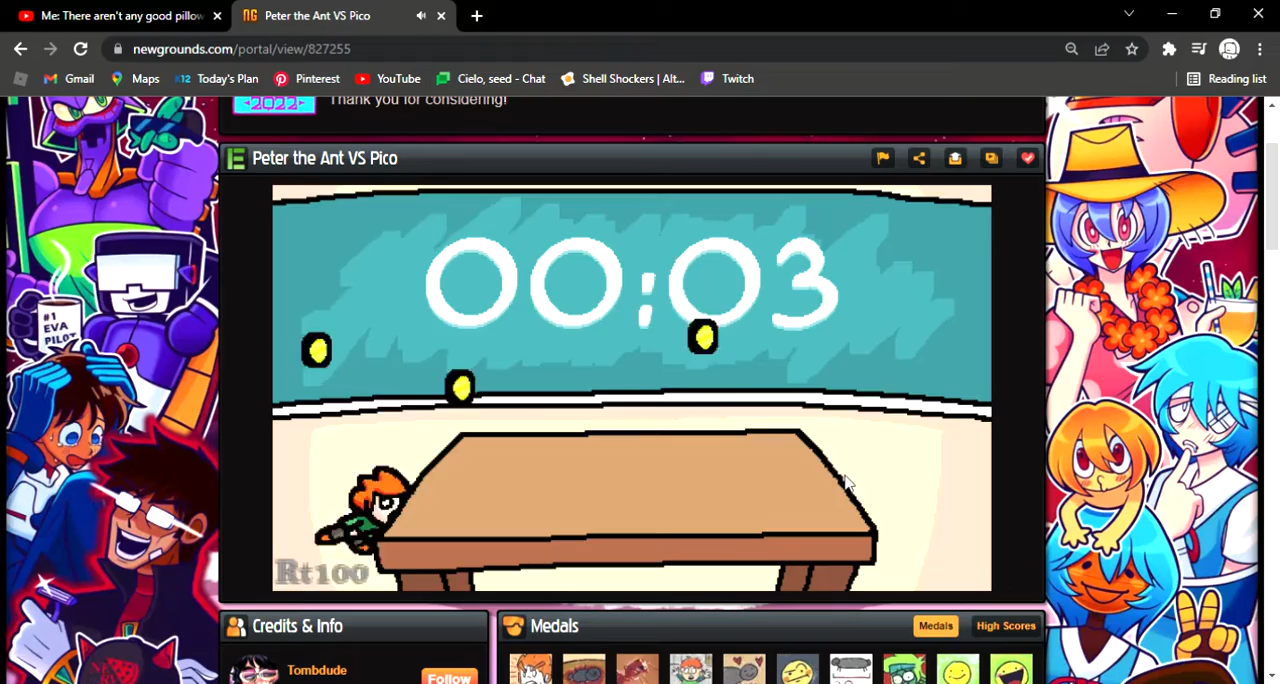 Me: There aren't any good pillow
Peter the Ant VS Pico
newgrounds.com/portal/view/827255
Gmail
Maps
K12 Today's Plan
Pinterest
YouTube
Cielo, seed - Chat
Shell Shockers | Alt...
Twitch
Reading list
2022
Thank you for considering!
E Peter the Ant VS Pico
00:03
#1
EVA
PILOT
Rt100
Credits & Info
Medals
Medals
High Scores
Tombdude
Follow